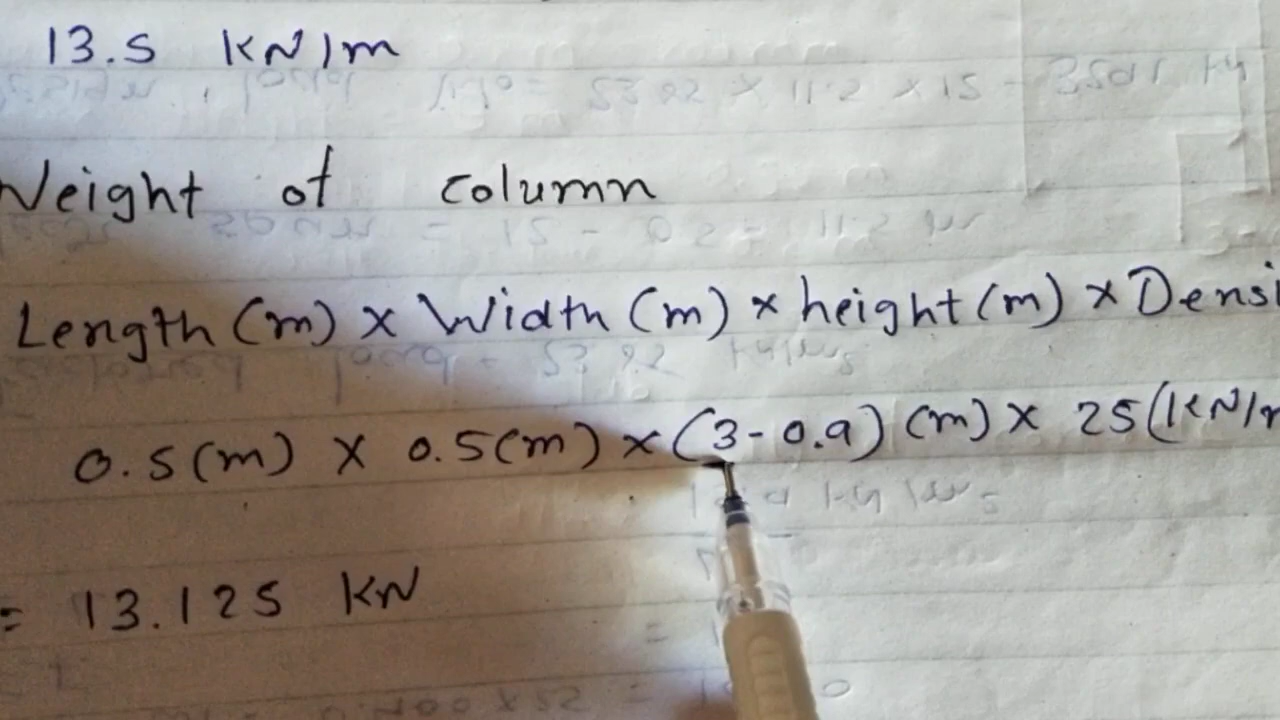 13.5 KN/m
Weight of column
Length (m) × Width (m) × height (m) × Densi
0.5 (m) × 0.5 (m) × (3 - 0.9) (m) × 25 (KN/m
= 13.125 KN